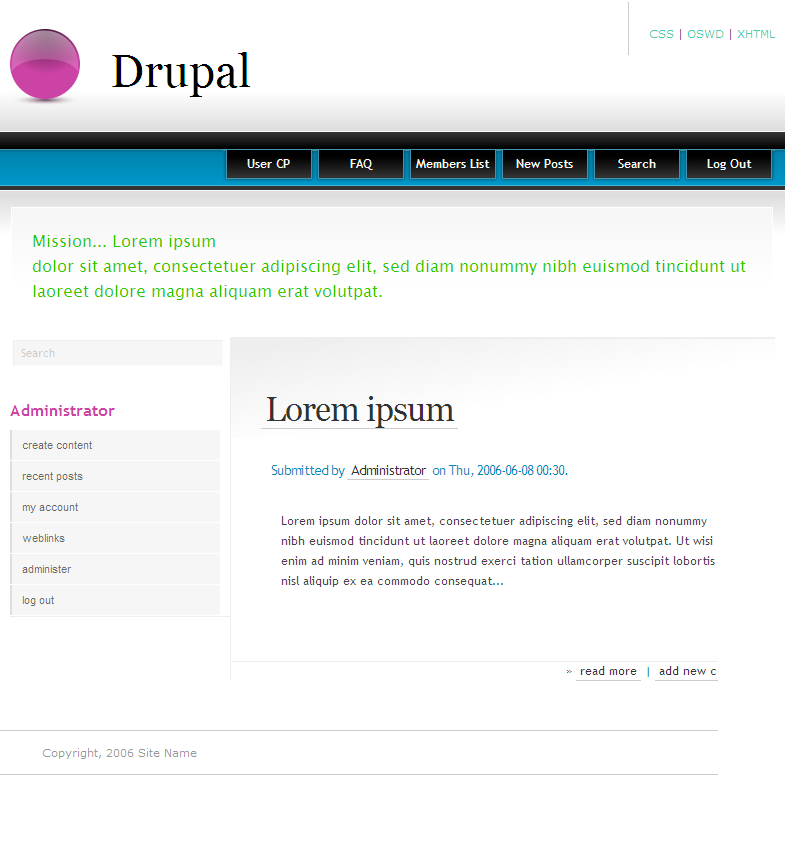 CSS | OSWD | XHTML
Drupal
User CP FAQ Members List New Posts Search Log Out
Mission... Lorem ipsum
dolor sit amet, consectetuer adipiscing elit, sed diam nonummy nibh euismod tincidunt ut
laoreet dolore magna aliquam erat volutpat.
Search
Administrator
create content
recent posts
my account
weblinks
administer
log out
Lorem ipsum
Submitted by Administrator on Thu, 2006-06-08 00:30.
Lorem ipsum dolor sit amet, consectetuer adipiscing elit, sed diam nonummy
nibh euismod tincidunt ut laoreet dolore magna aliquam erat volutpat. Ut wisi
enim ad minim veniam, quis nostrud exerci tation ullamcorper suscipit lobortis
nisl aliquip ex ea commodo consequat...
» read more | add new c
Copyright, 2006 Site Name